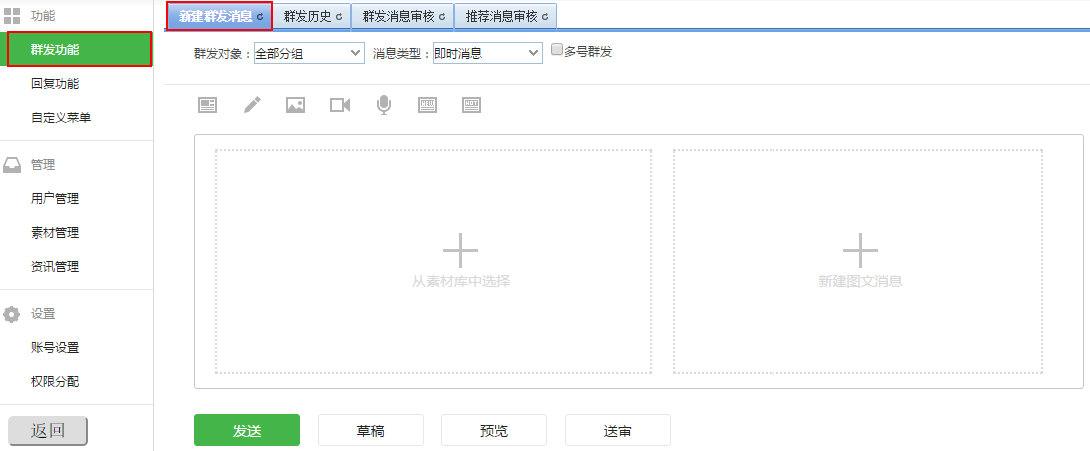 功能
群发功能
回复功能
自定义菜单
管理
用户管理
素材管理
资讯管理
设置
账号设置
权限分配
返回
新建群发消息 群发历史 群发消息审核 推荐消息审核
群发对象：全部分组 消息类型：即时消息 多号群发
NEW HOT
从素材库中选择 新建图文消息
发送 草稿 预览 送审